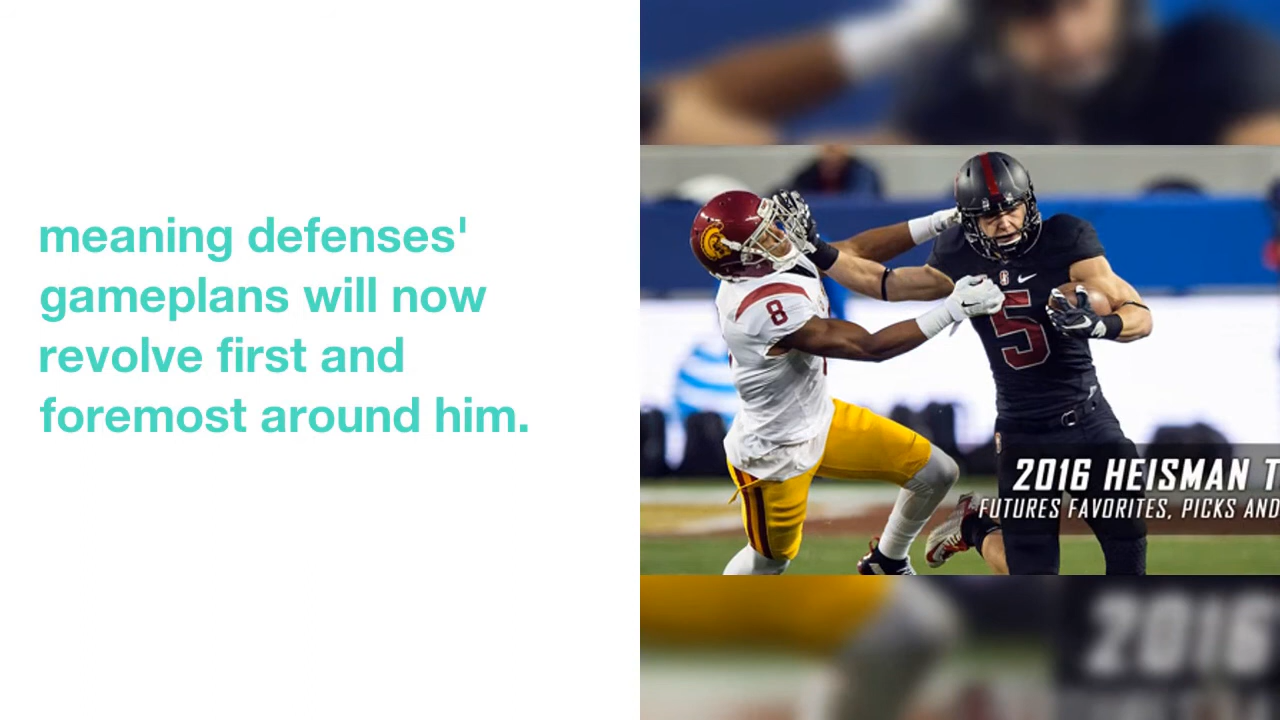 meaning defenses'
gameplans will now
revolve first and
foremost around him.
8
5
2016 HEISMAN T
FUTURES FAVORITES, PICKS AND
2016